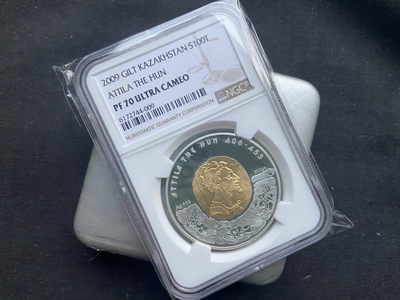 2009 GILT KAZAKHSTAN S100T
ATTILA THE HUN
PF 70 ULTRA CAMEO
6172744-009
NUMISMATIC GUARANTY CORPORATION
NGC
ATTILA THE HUN 406-453